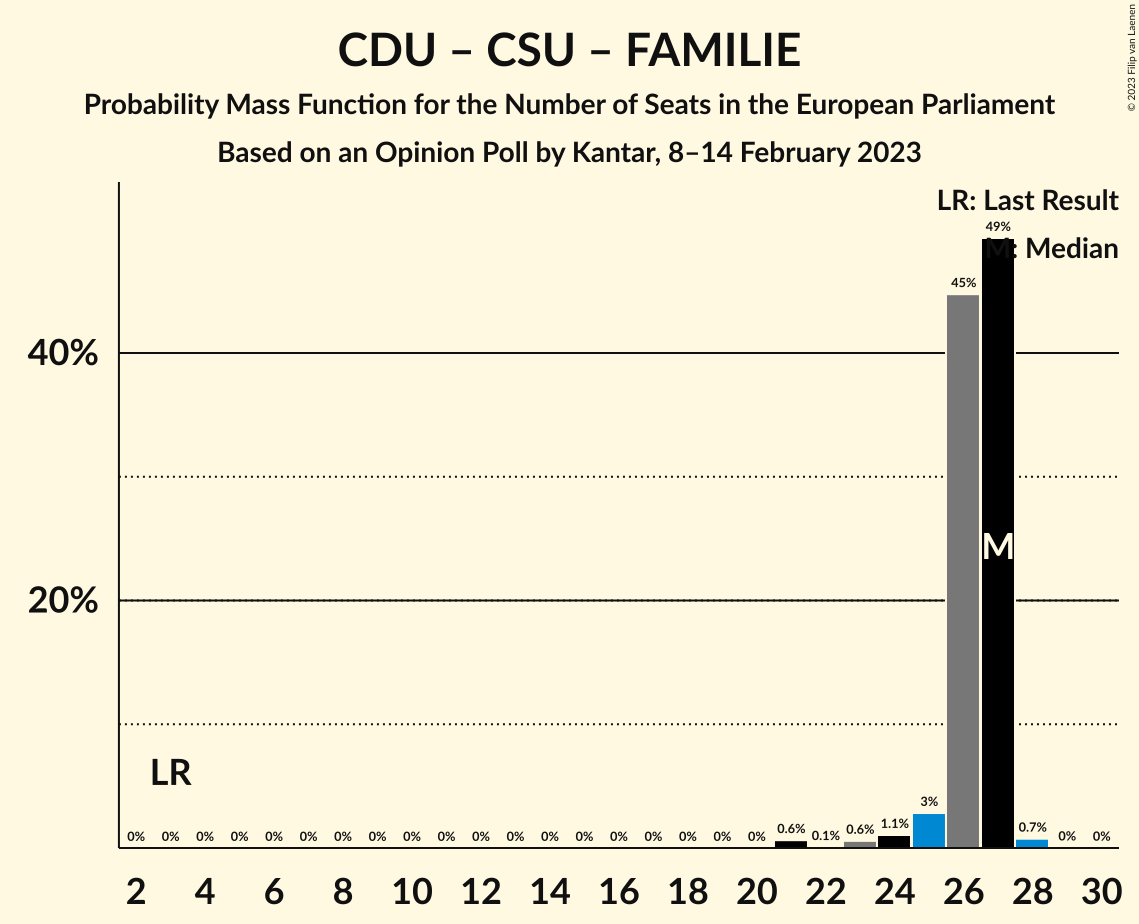 CDU – CSU – FAMILIE
Probability Mass Function for the Number of Seats in the European Parliament
Based on an Opinion Poll by Kantar, 8–14 February 2023
© 2023 Filip van Laenen
LR: Last Result
M: Median
49%
45%
40%
M
20%
LR
0% 0% 0% 0% 0% 0% 0% 0% 0% 0% 0% 0% 0% 0% 0% 0% 0% 0% 0% 0.6% 0.1% 0.6% 1.1% 3% 0.7% 0% 0%
2 4 6 8 10 12 14 16 18 20 22 24 26 28 30